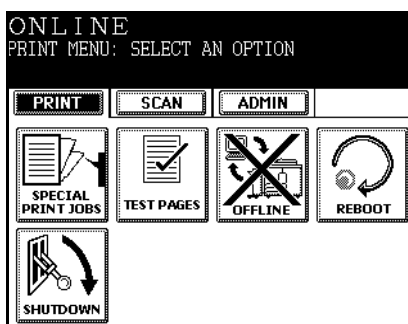 ONLINE
PRINT MENU: SELECT AN OPTION
PRINT SCAN ADMIN
SPECIAL
PRINT JOBS
TEST PAGES
OFFLINE
REBOOT
SHUTDOWN